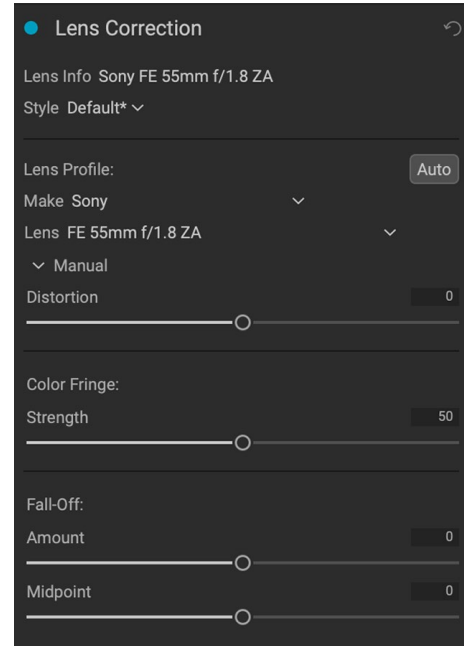 Lens Correction
Lens Info Sony FE 55mm f/1.8 ZA
Style Default*
Lens Profile: Auto
Make Sony
Lens FE 55mm f/1.8 ZA
Manual
Distortion 0
Color Fringe:
Strength 50
Fall-Off:
Amount 0
Midpoint 0